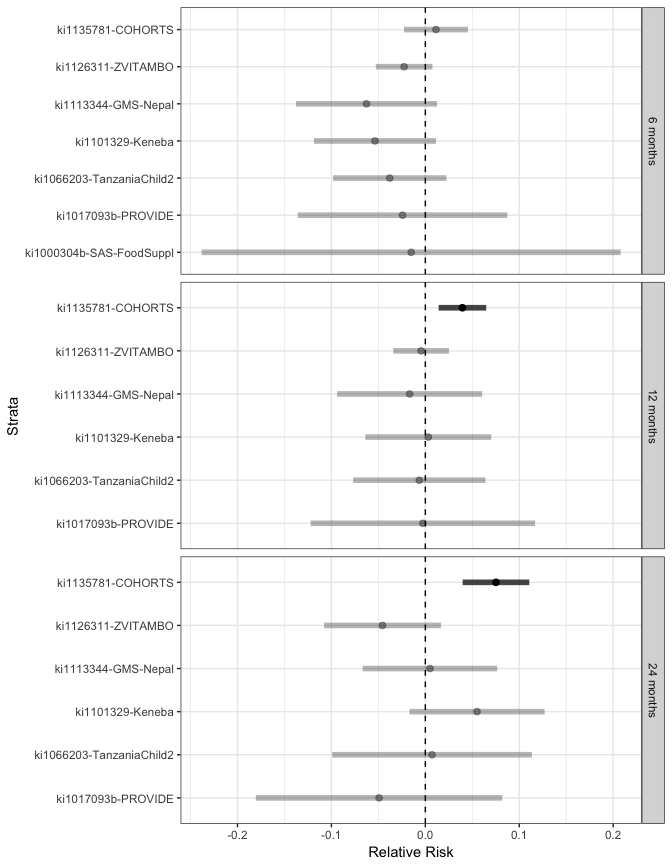 ki1135781-COHORTS
ki1126311-ZVITAMBO
ki1113344-GMS-Nepal
ki1101329-Keneba
ki1066203-TanzaniaChild2
ki1017093b-PROVIDE
ki1000304b-SAS-FoodSuppl
6 months
ki1135781-COHORTS
ki1126311-ZVITAMBO
ki1113344-GMS-Nepal
ki1101329-Keneba
ki1066203-TanzaniaChild2
ki1017093b-PROVIDE
12 months
Strata
ki1135781-COHORTS
ki1126311-ZVITAMBO
ki1113344-GMS-Nepal
ki1101329-Keneba
ki1066203-TanzaniaChild2
ki1017093b-PROVIDE
24 months
-0.2 -0.1 0.0 0.1 0.2
Relative Risk